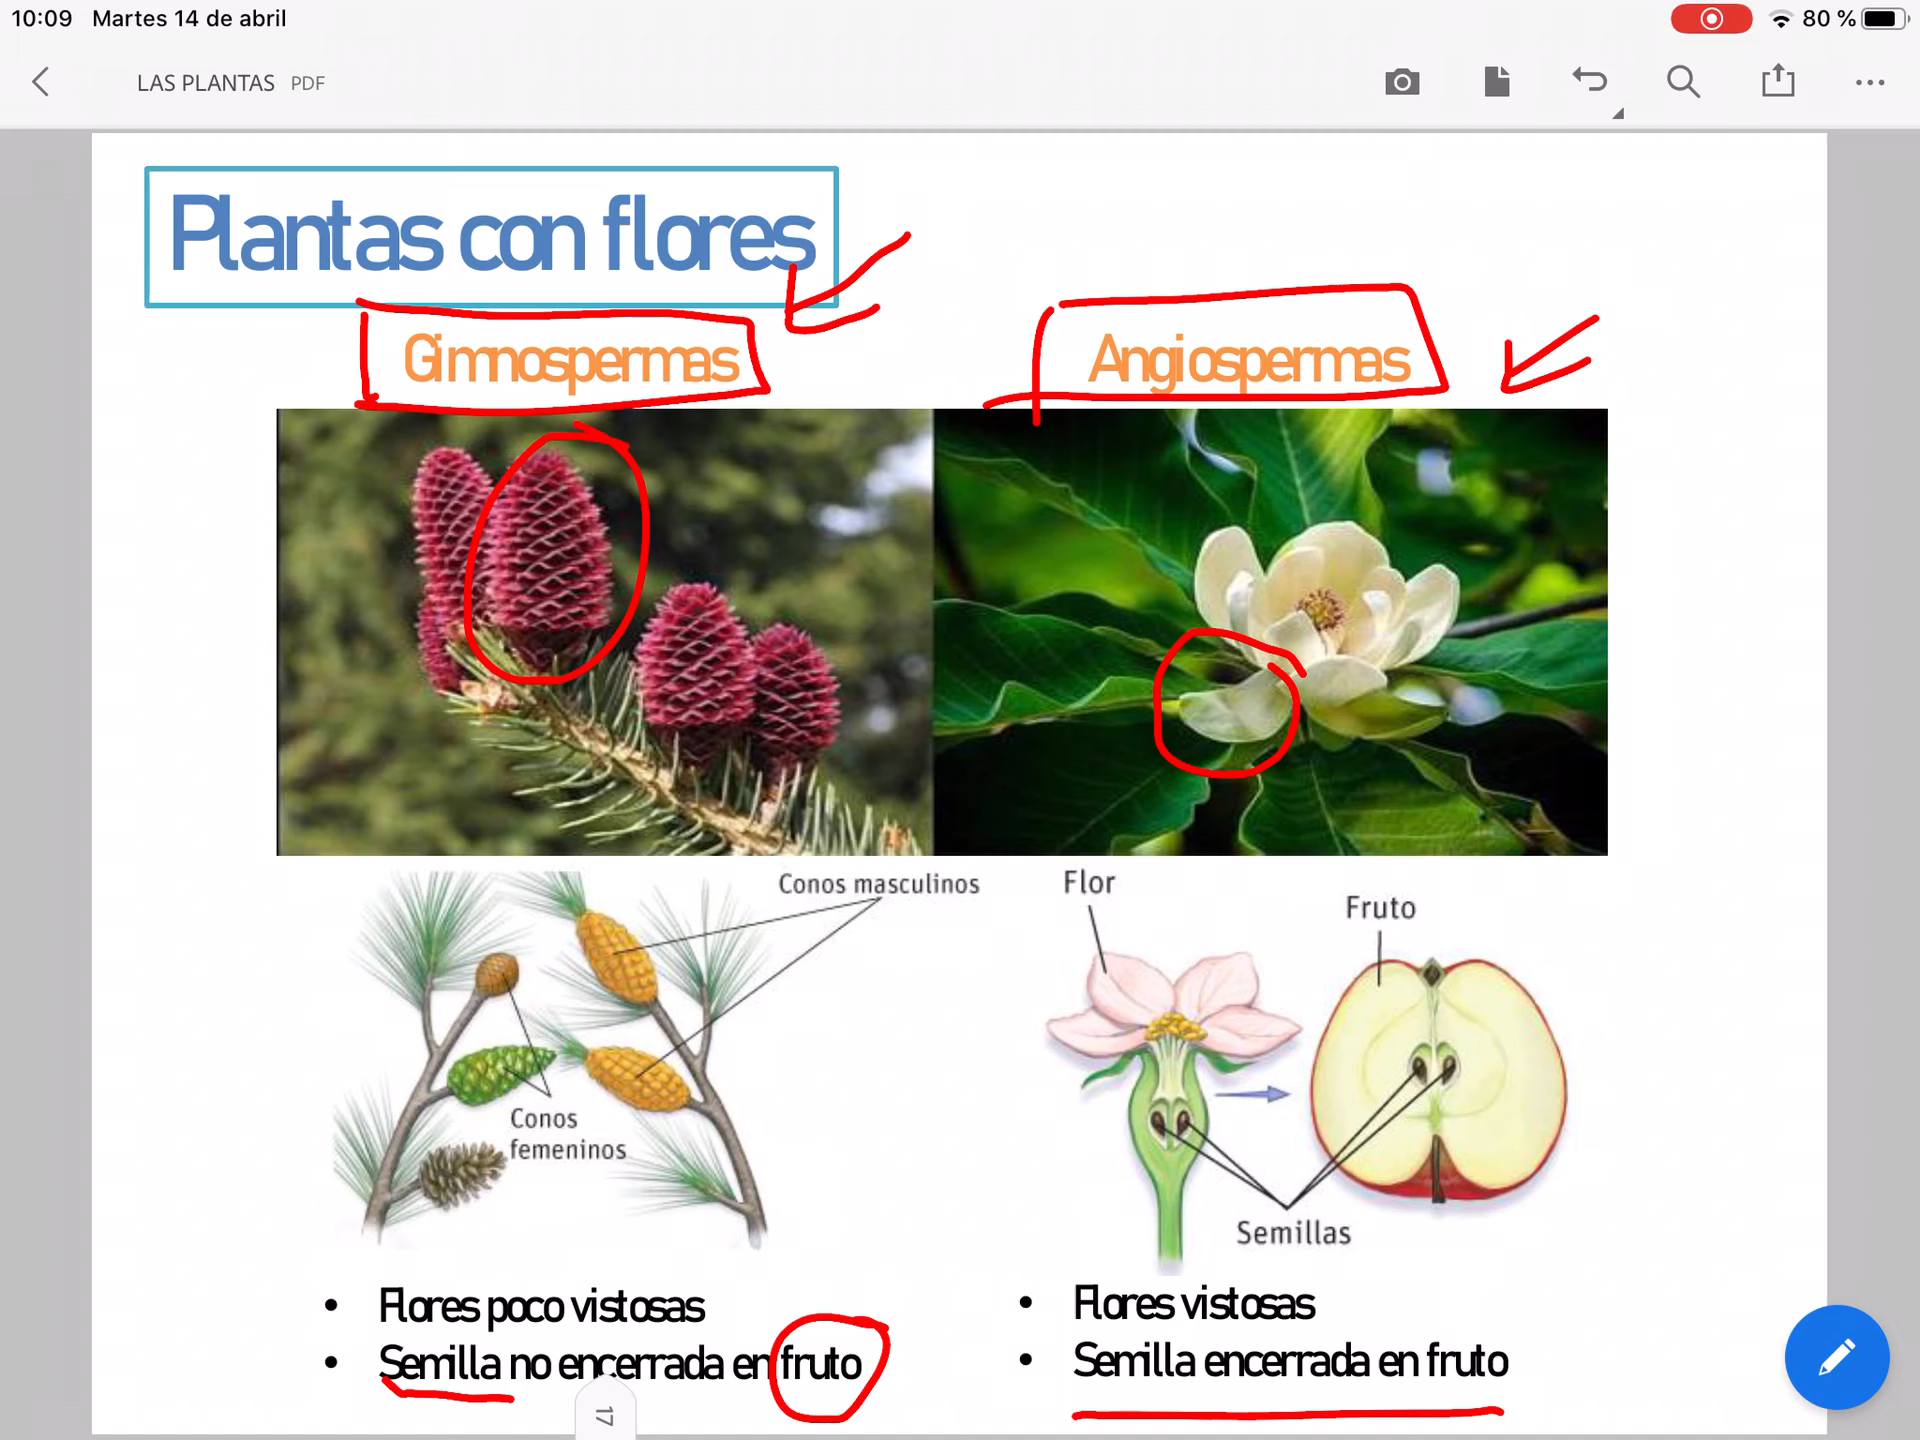 10:09 Martes 14 de abril
80 %
LAS PLANTAS PDF
Plantas con flores
Gimnospermas
Angiospermas
Conos masculinos
Conos
femeninos
Flor
Fruto
Semillas
• Flores poco vistosas
• Semilla no encerrada en fruto
• Flores vistosas
• Semilla encerrada en fruto
17